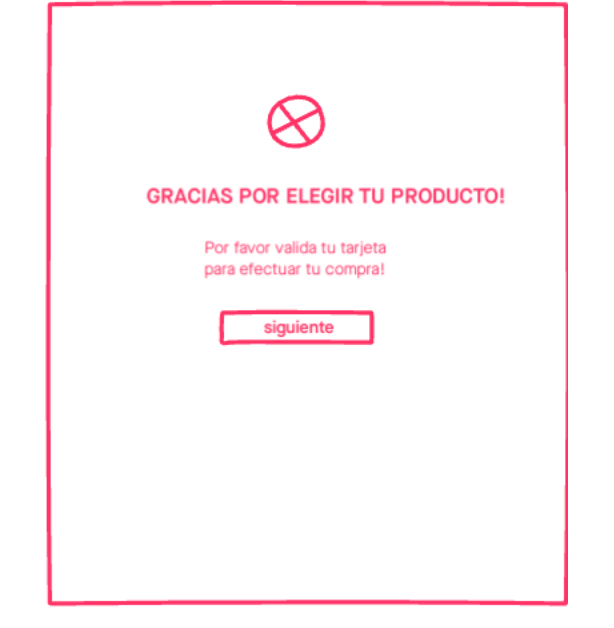 GRACIAS POR ELEGIR TU PRODUCTO!
Por favor valida tu tarjeta
para efectuar tu compra!
siguiente